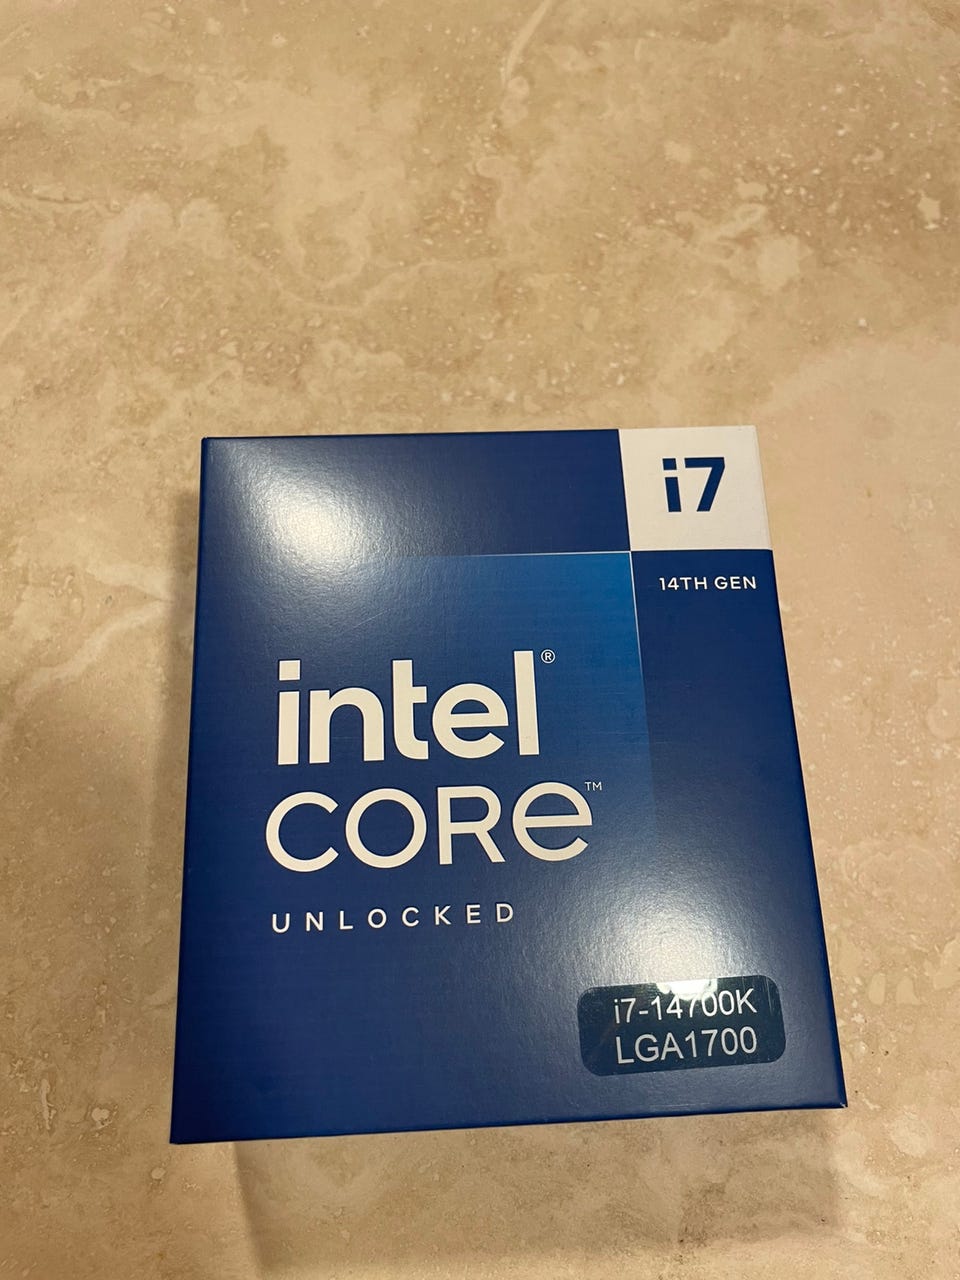 i7
14TH GEN
intel®
CORe™
UNLOCKED
i7-14700K
LGA1700